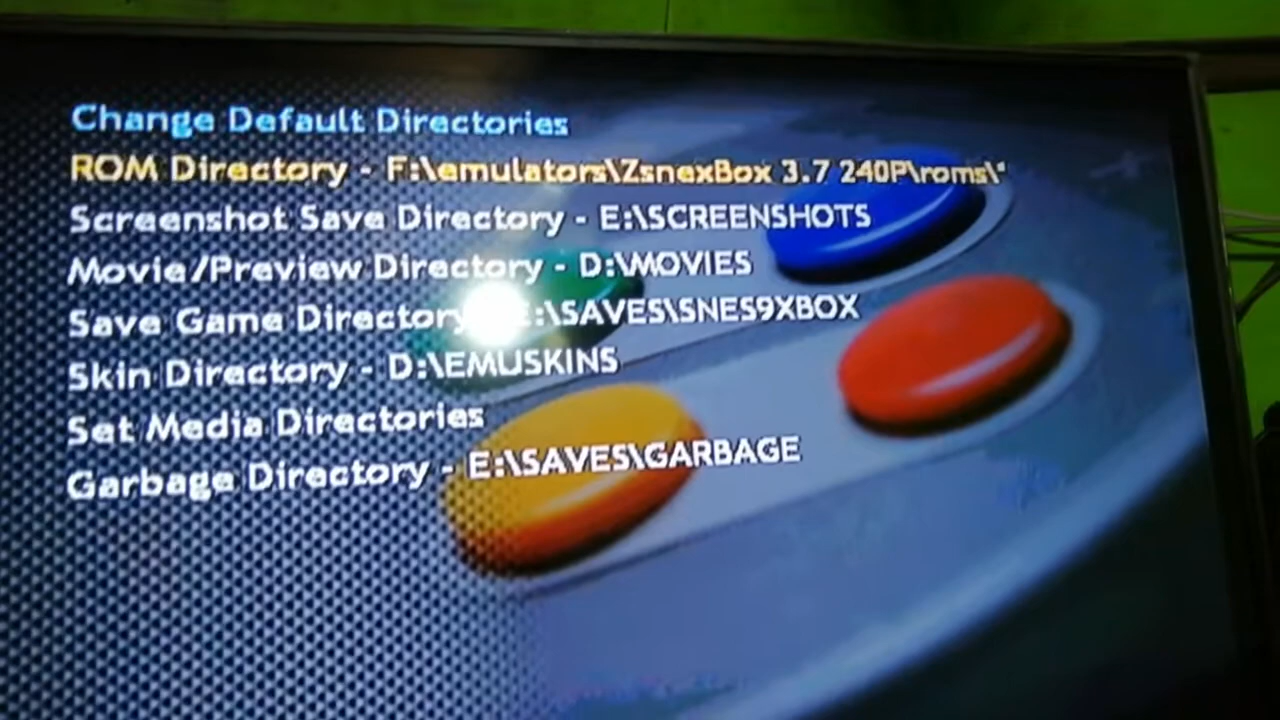 Change Default Directories
ROM Directory - F:\emulators\ZsnexBox 3.7 240P\roms\*
Screenshot Save Directory - E:\SCREENSHOTS
Movie/Preview Directory - D:\MOVIES
Save Game Directory - E:\SAVES\SNES9XBOX
Skin Directory - D:\EMUSKINS
Set Media Directories
Garbage Directory - E:\SAVES\GARBAGE